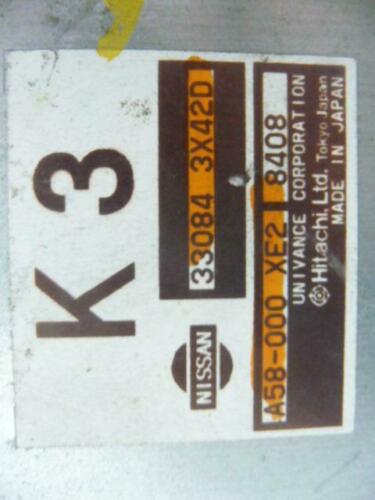 K 3
NISSAN
33084 3X42D
A58-000 XE2 8408
UNIVANCE CORPORATION
Hitachi, Ltd. Tokyo Japan
MADE IN JAPAN